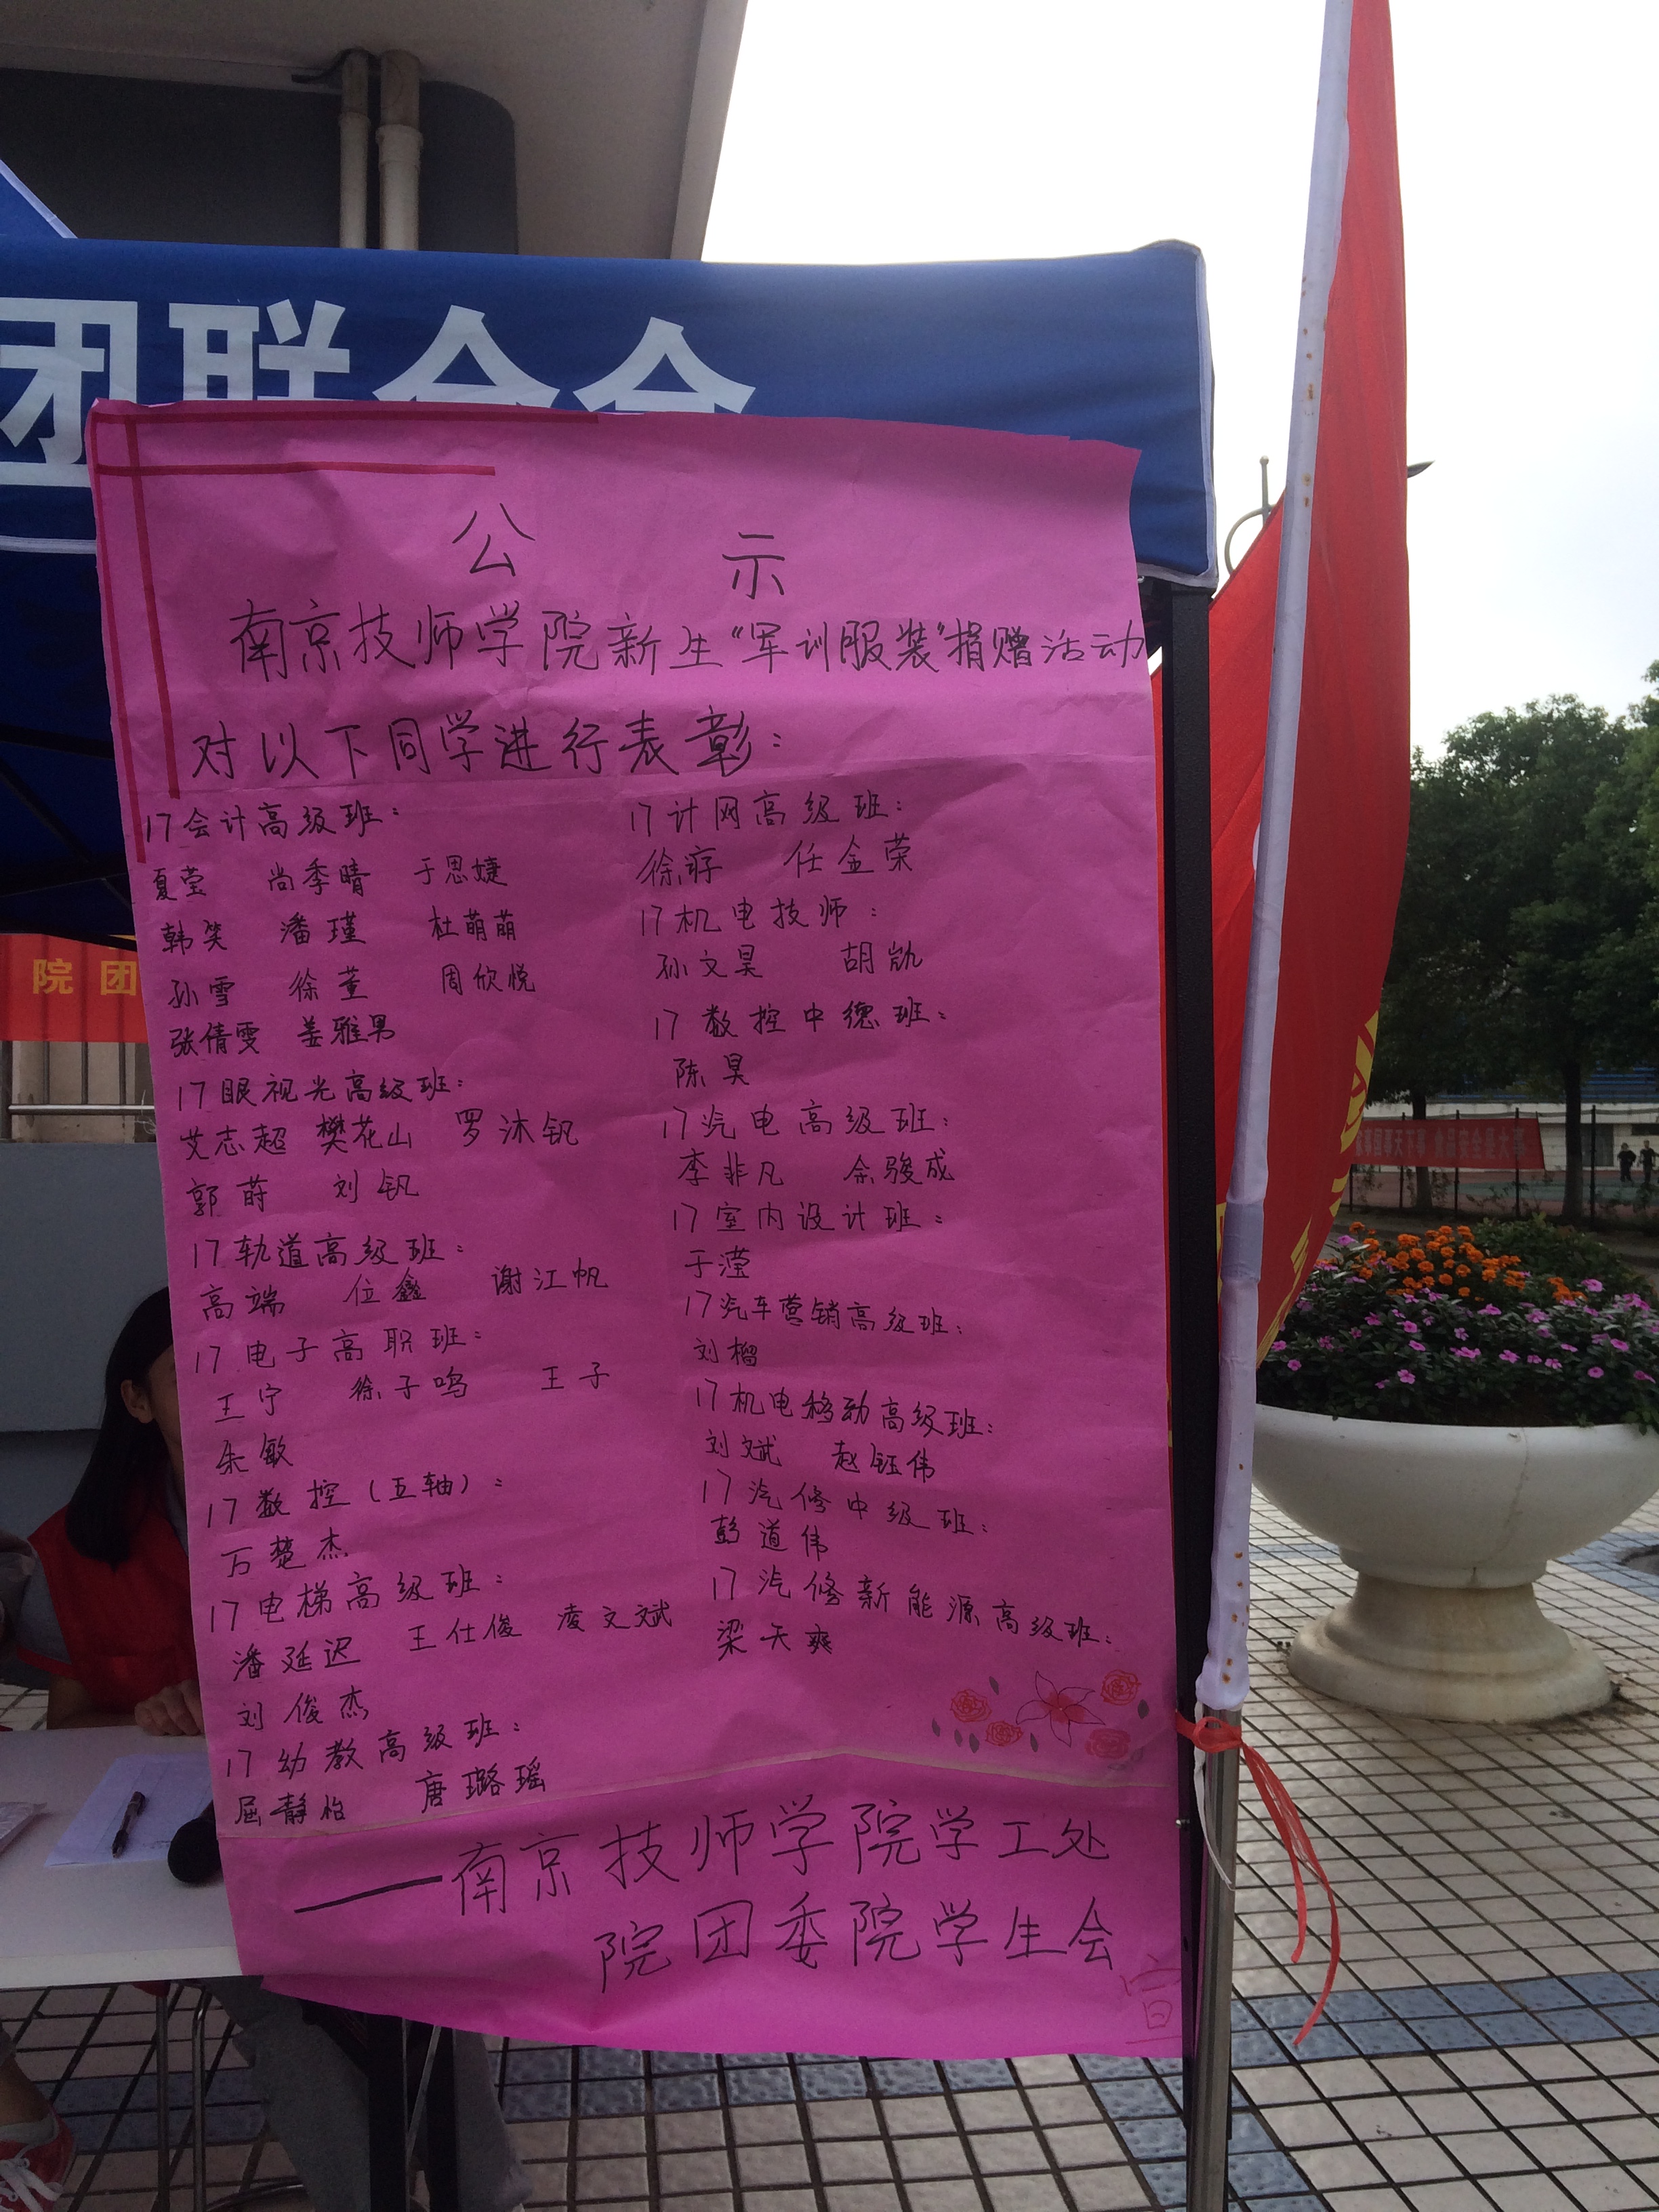 团联合会
院团
公示
南京技师学院新生“军训服装”捐赠活动
对以下同学进行表彰：
17会计高级班：
夏莹 尚季晴 于思婕
韩笑 潘瑾 杜萌萌
孙雪 徐萱 周欣悦
张倩雯 姜雅男
17眼视光高级班：
艾志超 樊花山 罗沐钒
郭莳 刘钒
17轨道高级班：
高端 位鑫 谢江帆
17电子高职班：
王宁 徐子鸣 王子
朱敏
17数控（五轴）：
万楚杰
17电梯高级班：
潘延迟 王仕俊 凌文斌
刘俊杰
17幼教高级班：
屈静怡 唐璐瑶
17计网高级班：
徐游 任金荣
17机电技师：
孙文昊 胡凯
17数控中德班：
陈昊
17汽电高级班：
李非凡 余骏成
17室内设计班：
于滢
17汽车营销高级班：
刘榴
17机电移动高级班：
刘斌 赵钰伟
17汽修中级班：
彭道伟
17汽修新能源高级班：
梁天爽
——南京技师学院学工处
院团委院学生会
宣